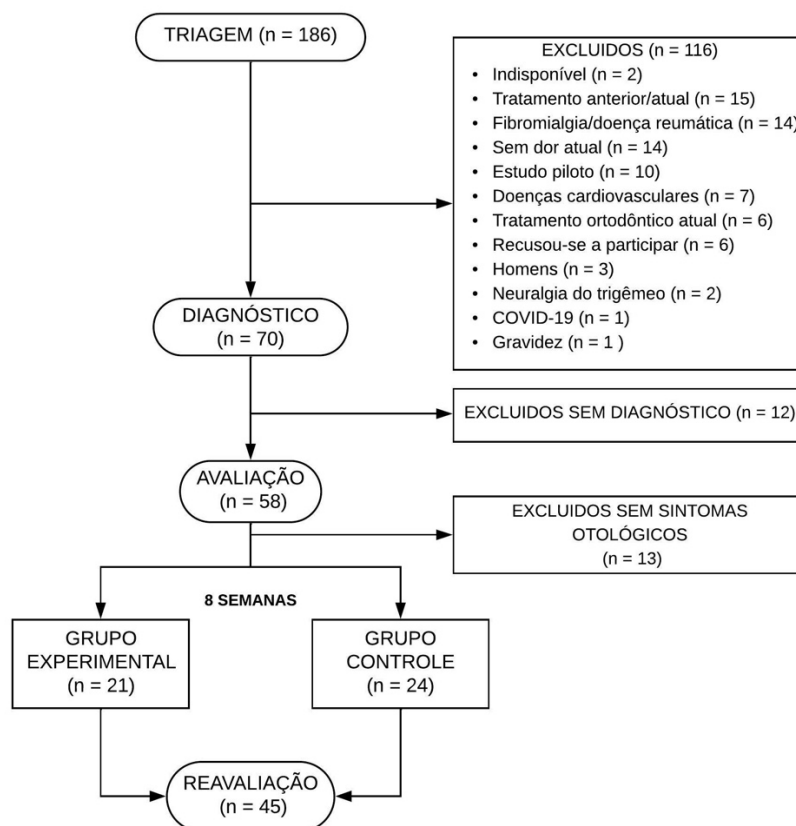 TRIAGEM (n = 186)
EXCLUIDOS (n = 116)
• Indisponível (n = 2)
• Tratamento anterior/atual (n = 15)
• Fibromialgia/doença reumática (n = 14)
• Sem dor atual (n = 14)
• Estudo piloto (n = 10)
• Doenças cardiovasculares (n = 7)
• Tratamento ortodôntico atual (n = 6)
• Recusou-se a participar (n = 6)
• Homens (n = 3)
• Neuralgia do trigêmeo (n = 2)
• COVID-19 (n = 1)
• Gravidez (n = 1 )
DIAGNÓSTICO
(n = 70)
EXCLUIDOS SEM DIAGNÓSTICO (n = 12)
AVALIAÇÃO
(n = 58)
EXCLUIDOS SEM SINTOMAS
OTOLÓGICOS
(n = 13)
8 SEMANAS
GRUPO
EXPERIMENTAL
(n = 21)
GRUPO
CONTROLE
(n = 24)
REAVALIAÇÃO
(n = 45)